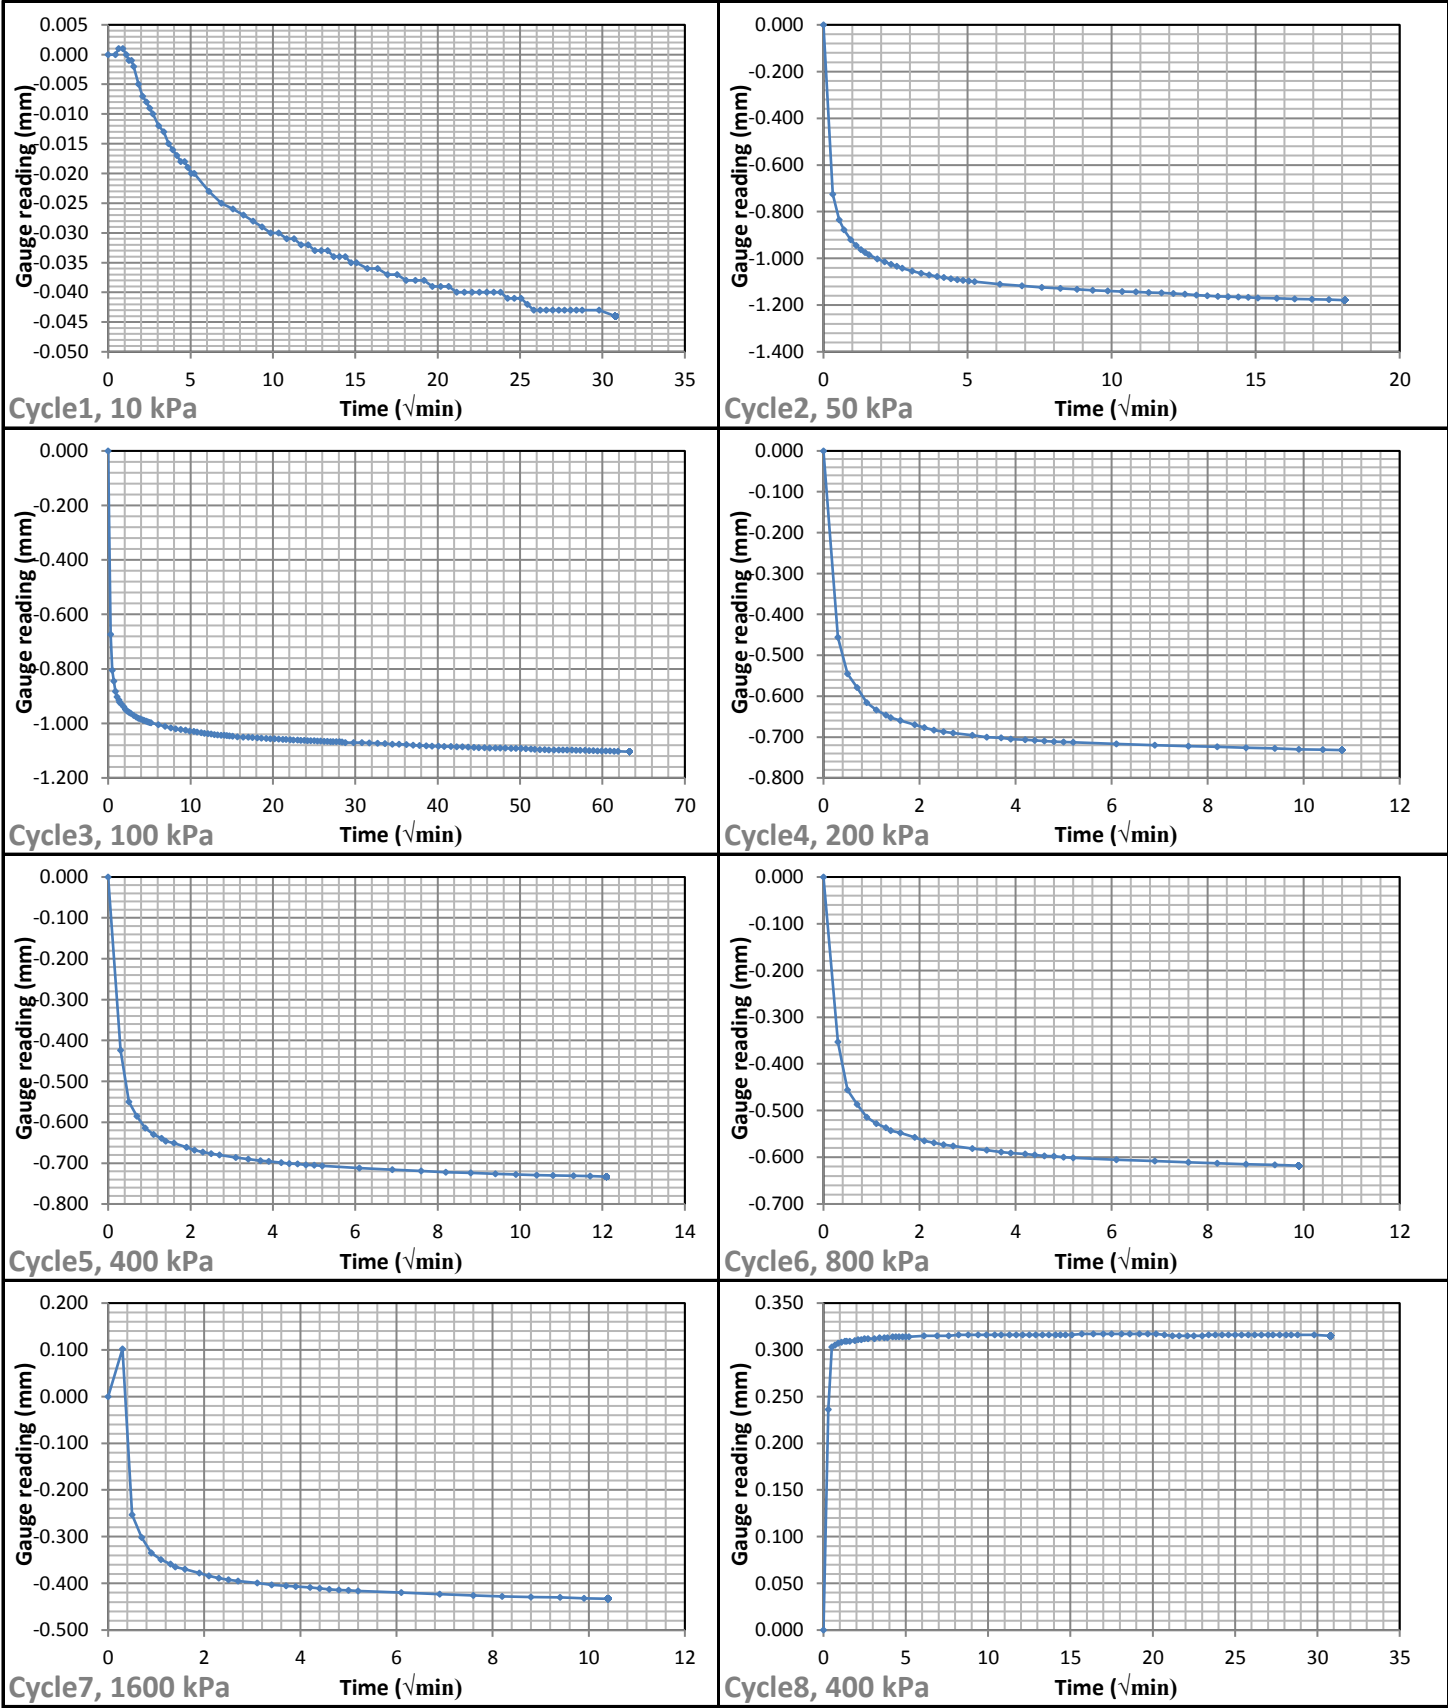 0.005
0.000
-0.005
-0.010
-0.015
-0.020
-0.025
-0.030
-0.035
-0.040
-0.045
-0.050
Gauge reading (mm)
0 5 10 15 20 25 30 35
Cycle1, 10 kPa Time (√min)
0.000
-0.200
-0.400
-0.600
-0.800
-1.000
-1.200
-1.400
Gauge reading (mm)
0 5 10 15 20
Cycle2, 50 kPa Time (√min)
0.000
-0.200
-0.400
-0.600
-0.800
-1.000
-1.200
Gauge reading (mm)
0 10 20 30 40 50 60 70
Cycle3, 100 kPa Time (√min)
0.000
-0.100
-0.200
-0.300
-0.400
-0.500
-0.600
-0.700
-0.800
Gauge reading (mm)
0 2 4 6 8 10 12
Cycle4, 200 kPa Time (√min)
0.000
-0.100
-0.200
-0.300
-0.400
-0.500
-0.600
-0.700
-0.800
Gauge reading (mm)
0 2 4 6 8 10 12 14
Cycle5, 400 kPa Time (√min)
0.000
-0.100
-0.200
-0.300
-0.400
-0.500
-0.600
-0.700
Gauge reading (mm)
0 2 4 6 8 10 12
Cycle6, 800 kPa Time (√min)
0.200
0.100
0.000
-0.100
-0.200
-0.300
-0.400
-0.500
Gauge reading (mm)
0 2 4 6 8 10 12
Cycle7, 1600 kPa Time (√min)
0.350
0.300
0.250
0.200
0.150
0.100
0.050
0.000
Gauge reading (mm)
0 5 10 15 20 25 30 35
Cycle8, 400 kPa Time (√min)